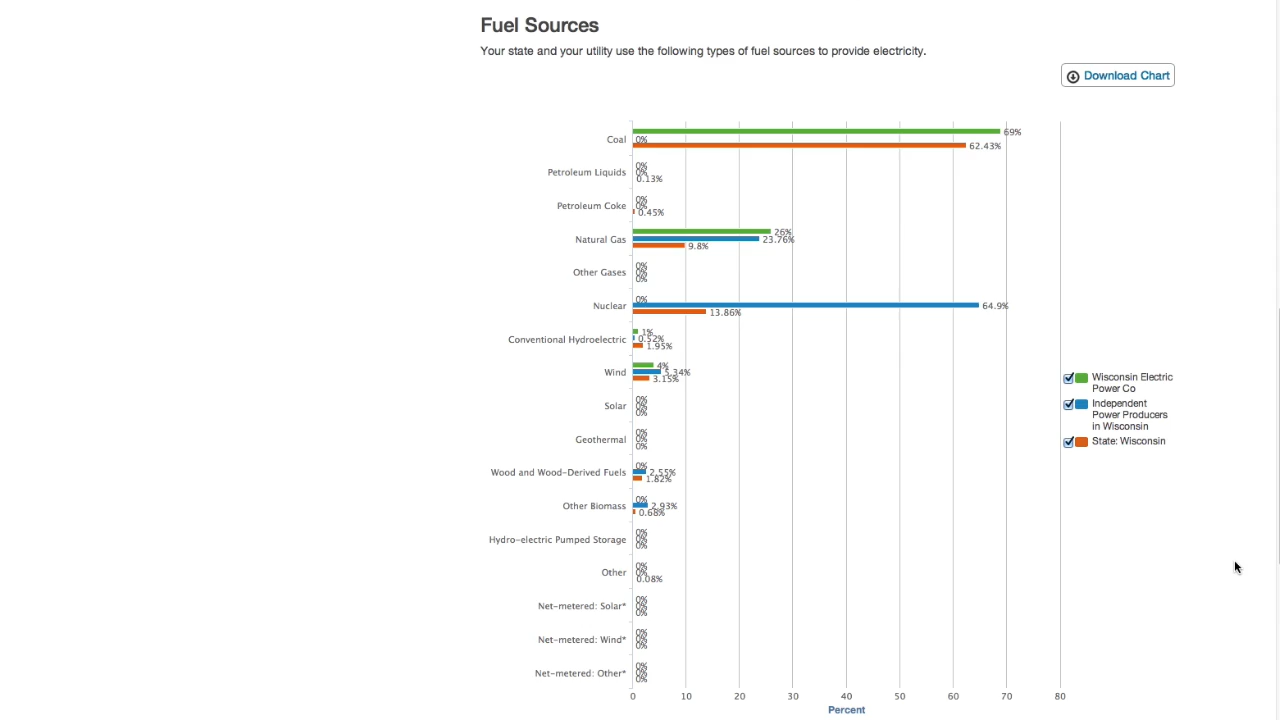 Fuel Sources
Your state and your utility use the following types of fuel sources to provide electricity.
Download Chart
Coal
69%
0%
62.43%
Petroleum Liquids
0%
0%
0.13%
Petroleum Coke
0%
0%
0.45%
Natural Gas
26%
23.76%
9.8%
Other Gases
0%
0%
0%
Nuclear
0%
64.9%
13.86%
Conventional Hydroelectric
1%
0.52%
1.95%
Wind
4%
5.34%
3.15%
Solar
0%
0%
0%
Geothermal
0%
0%
0%
Wood and Wood-Derived Fuels
0%
2.55%
1.82%
Other Biomass
0%
2.93%
0.68%
Hydro-electric Pumped Storage
0%
0%
0%
Other
0%
0%
0.08%
Net-metered: Solar*
0%
0%
0%
Net-metered: Wind*
0%
0%
0%
Net-metered: Other*
0%
0%
0%
0 10 20 30 40 50 60 70 80
Percent
Wisconsin Electric
Power Co
Independent
Power Producers
in Wisconsin
State: Wisconsin